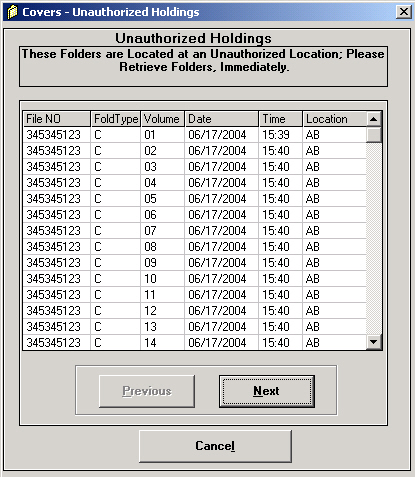 Covers - Unauthorized Holdings
Unauthorized Holdings
These Folders are Located at an Unauthorized Location; Please
Retrieve Folders, Immediately.
File NO FoldType Volume Date Time Location
345345123 C 01 06/17/2004 15:39 AB
345345123 C 02 06/17/2004 15:40 AB
345345123 C 03 06/17/2004 15:40 AB
345345123 C 04 06/17/2004 15:40 AB
345345123 C 05 06/17/2004 15:40 AB
345345123 C 06 06/17/2004 15:40 AB
345345123 C 07 06/17/2004 15:40 AB
345345123 C 08 06/17/2004 15:40 AB
345345123 C 09 06/17/2004 15:40 AB
345345123 C 10 06/17/2004 15:40 AB
345345123 C 11 06/17/2004 15:40 AB
345345123 C 12 06/17/2004 15:40 AB
345345123 C 13 06/17/2004 15:40 AB
345345123 C 14 06/17/2004 15:40 AB
Previous Next
Cancel